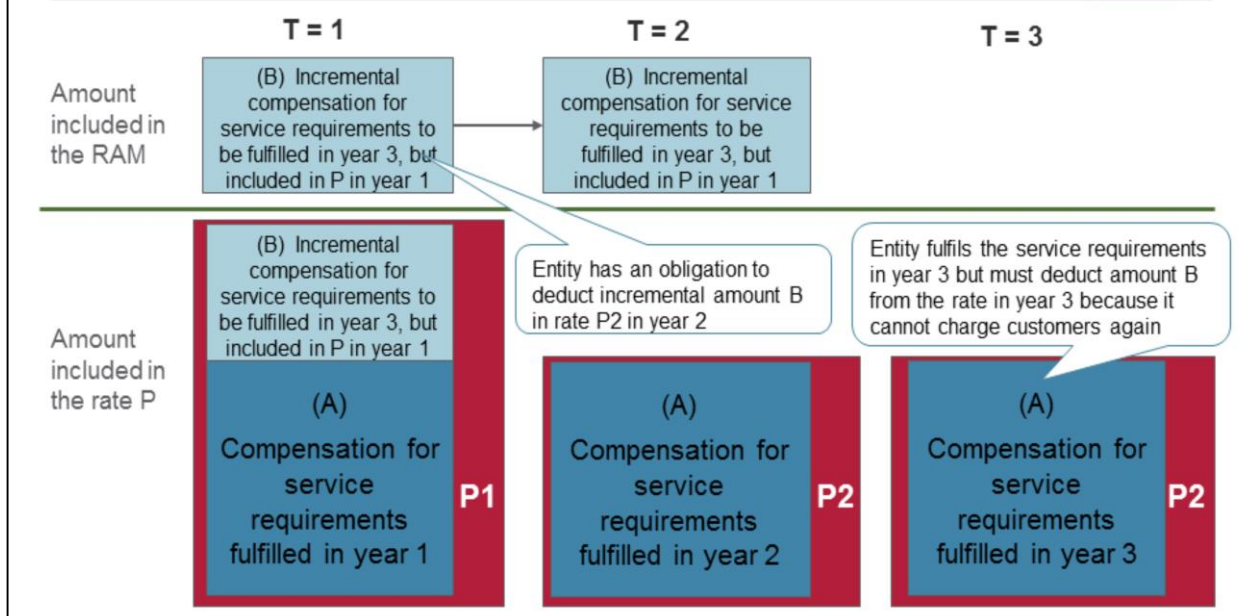 T = 1
T = 2
T = 3
Amount
included in
the RAM
(B) Incremental
compensation for
service requirements to
be fulfilled in year 3, but
included in P in year 1
(B) Incremental
compensation for service
requirements to be
fulfilled in year 3, but
included in P in year 1
Amount
included in
the rate P
(B) Incremental
compensation for
service requirements to
be fulfilled in year 3, but
included in P in year 1
(A)
Compensation for
service
requirements
fulfilled in year 1
P1
Entity has an obligation to
deduct incremental amount B
in rate P2 in year 2
(A)
Compensation for
service
requirements
fulfilled in year 2
P2
Entity fulfils the service requirements
in year 3 but must deduct amount B
from the rate in year 3 because it
cannot charge customers again
(A)
Compensation for
service
requirements
fulfilled in year 3
P2